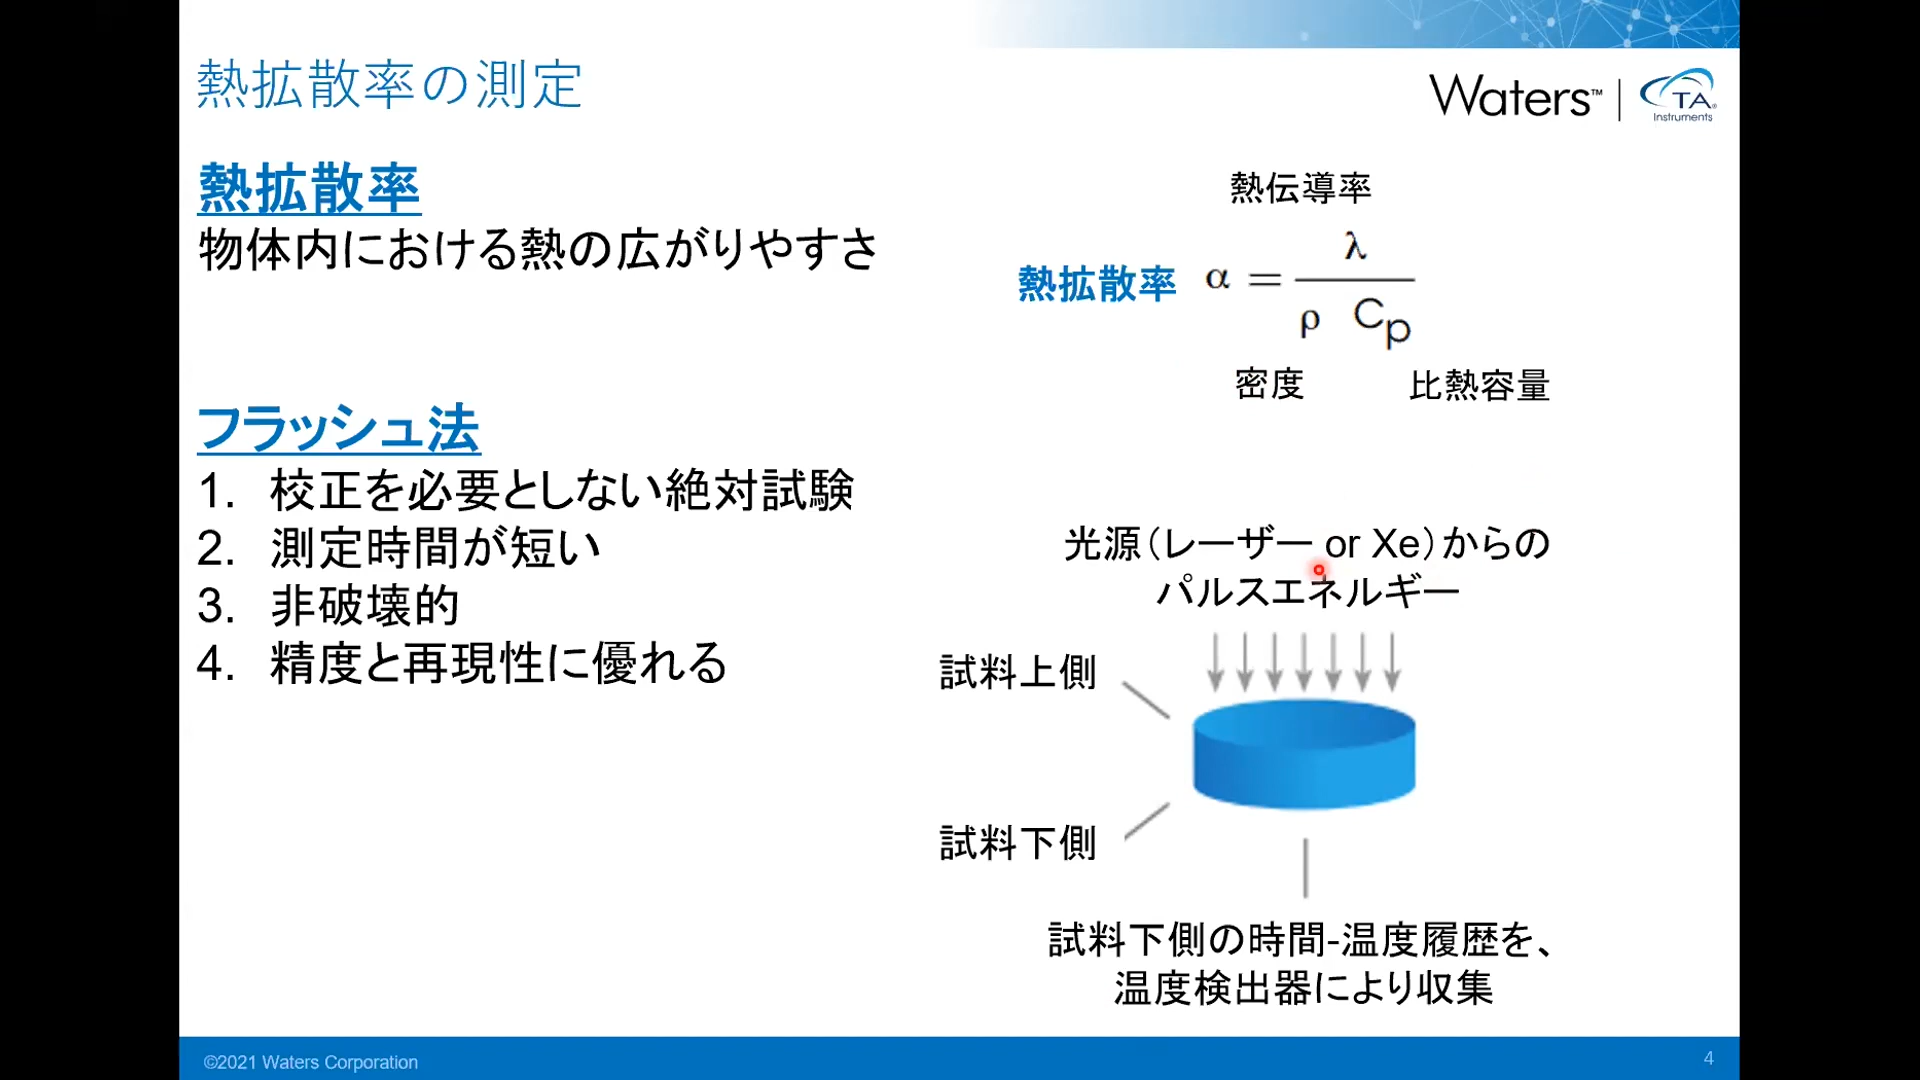 熱拡散率の測定
Waters™ | TA® Instruments
熱拡散率
物体内における熱の広がりやすさ
熱伝導率
熱拡散率 α = λ / ρ Cp
密度 比熱容量
フラッシュ法
1. 校正を必要としない絶対試験
2. 測定時間が短い
3. 非破壊的
4. 精度と再現性に優れる
光源（レーザー or Xe）からの
パルスエネルギー
試料上側
試料下側
試料下側の時間-温度履歴を、
温度検出器により収集
©2021 Waters Corporation
4